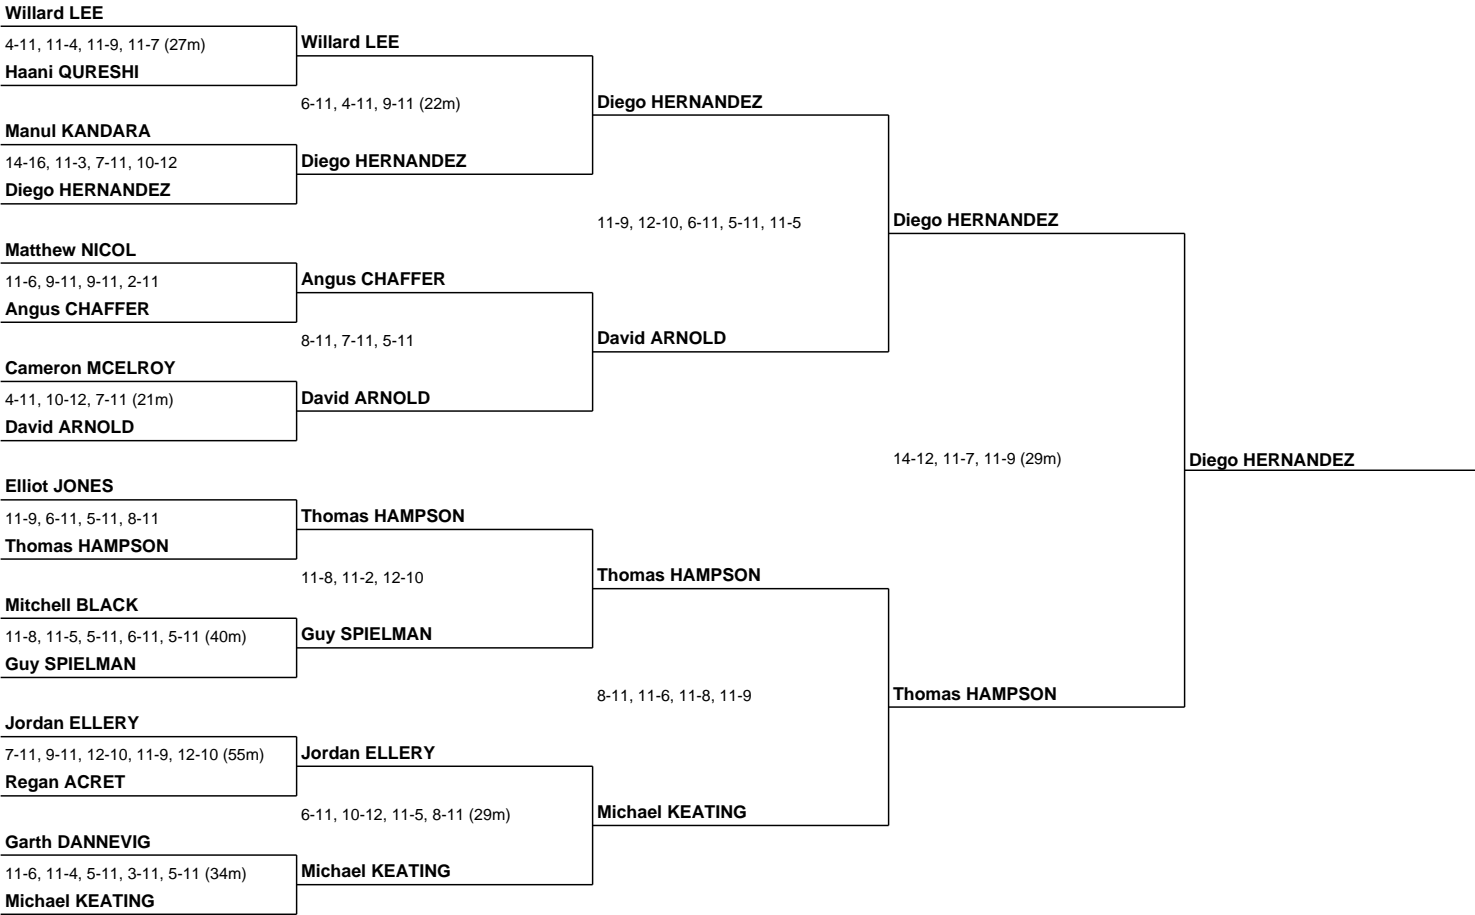 Willard LEE
4-11, 11-4, 11-9, 11-7 (27m)
Haani QURESHI
Manul KANDARA
14-16, 11-3, 7-11, 10-12
Diego HERNANDEZ
Matthew NICOL
11-6, 9-11, 9-11, 2-11
Angus CHAFFER
Cameron MCELROY
4-11, 10-12, 7-11 (21m)
David ARNOLD
Elliot JONES
11-9, 6-11, 5-11, 8-11
Thomas HAMPSON
Mitchell BLACK
11-8, 11-5, 5-11, 6-11, 5-11 (40m)
Guy SPIELMAN
Jordan ELLERY
7-11, 9-11, 12-10, 11-9, 12-10 (55m)
Regan ACRET
Garth DANNEVIG
11-6, 11-4, 5-11, 3-11, 5-11 (34m)
Michael KEATING
Willard LEE
6-11, 4-11, 9-11 (22m)
Diego HERNANDEZ
Angus CHAFFER
8-11, 7-11, 5-11
David ARNOLD
Thomas HAMPSON
11-8, 11-2, 12-10
Guy SPIELMAN
Jordan ELLERY
6-11, 10-12, 11-5, 8-11 (29m)
Michael KEATING
Diego HERNANDEZ
11-9, 12-10, 6-11, 5-11, 11-5
David ARNOLD
Thomas HAMPSON
8-11, 11-6, 11-8, 11-9
Michael KEATING
Diego HERNANDEZ
14-12, 11-7, 11-9 (29m)
Thomas HAMPSON
Diego HERNANDEZ